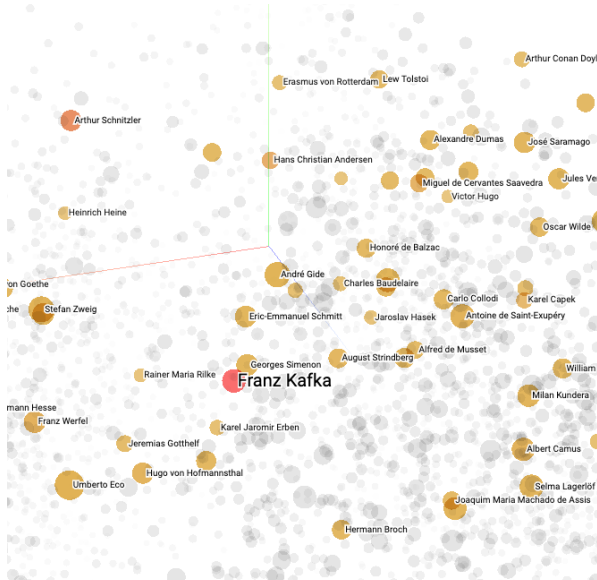 Arthur Conan Doyl
Erasmus von Rotterdam
Lew Tolstoi
Arthur Schnitzler
Alexandre Dumas
José Saramago
Hans Christian Andersen
Miguel de Cervantes Saavedra
Jules Ver
Victor Hugo
Heinrich Heine
Oscar Wilde
Honoré de Balzac
André Gide
von Goethe
Charles Baudelaire
Carlo Collodi
Karel Capek
che
Stefan Zweig
Eric-Emmanuel Schmitt
Jaroslav Hasek
Antoine de Saint-Exupéry
Alfred de Musset
August Strindberg
Georges Simenon
William
Rainer Maria Rilke
Franz Kafka
Milan Kundera
mann Hesse
Franz Werfel
Karel Jaromir Erben
Jeremias Gotthelf
Albert Camus
Hugo von Hofmannsthal
Umberto Eco
Selma Lagerlöf
Joaquim Maria Machado de Assis
Hermann Broch